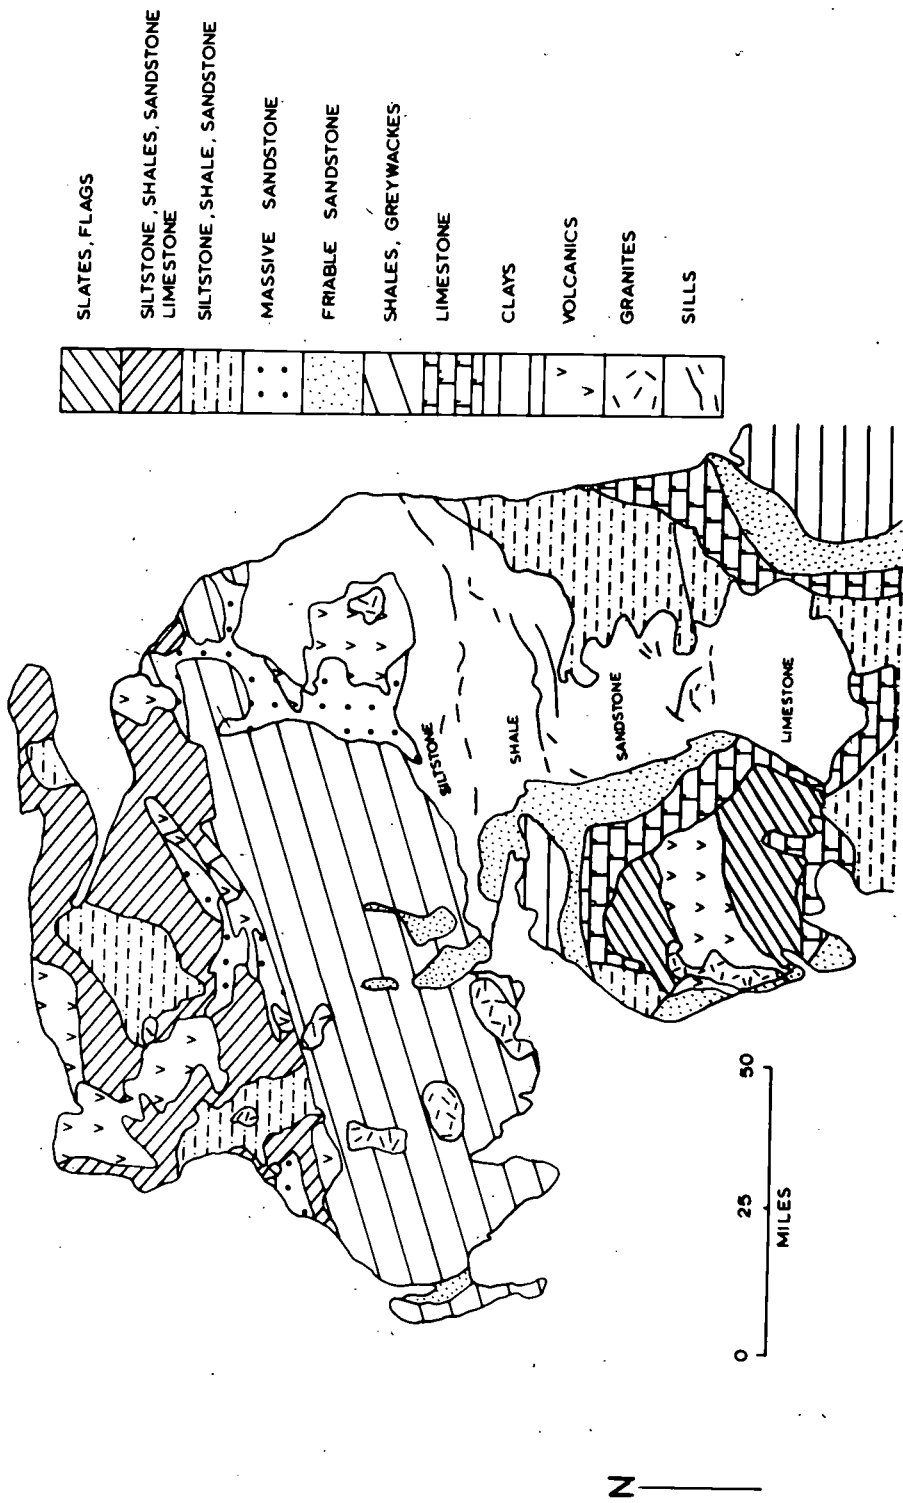 SLATES, FLAGS
SILTSTONE, SHALES, SANDSTONE
LIMESTONE
SILTSTONE, SHALE, SANDSTONE
MASSIVE SANDSTONE
FRIABLE SANDSTONE
SHALES, GREYWACKES
LIMESTONE
CLAYS
VOLCANICS
GRANITES
SILLS
SILTSTONE
SHALE
SANDSTONE
LIMESTONE
0 25 50
MILES
N